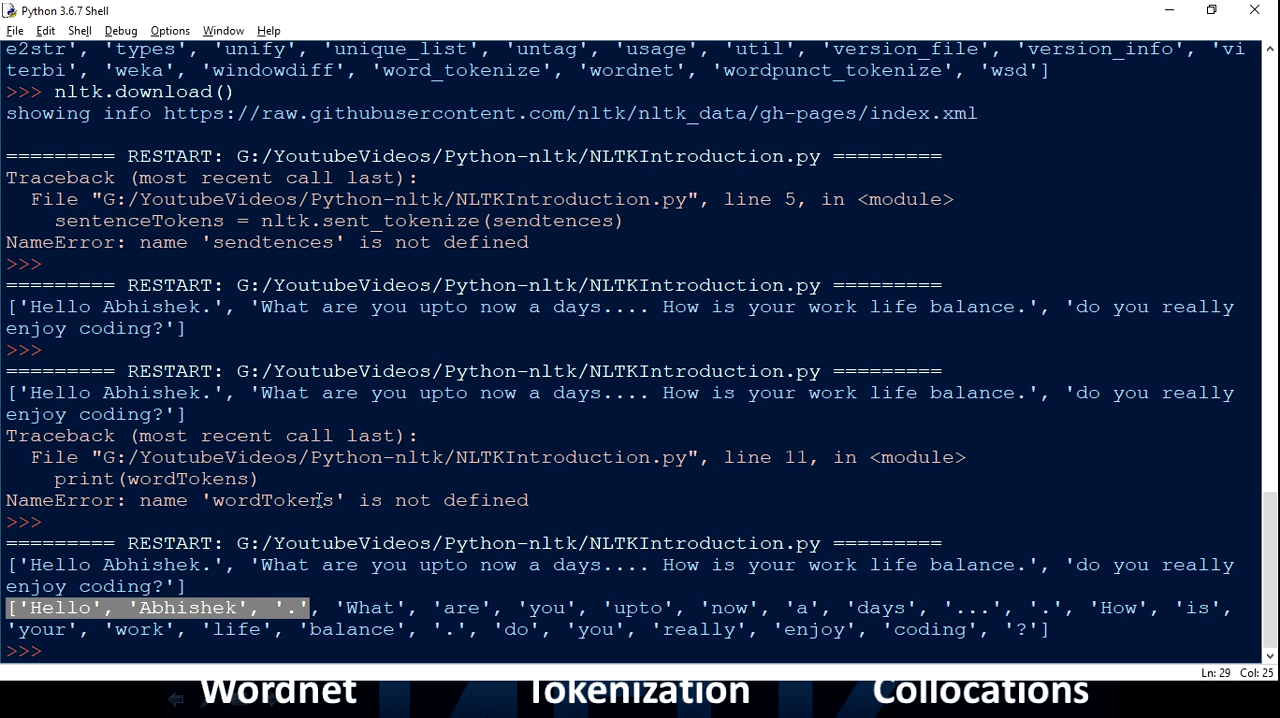 Python 3.6.7 Shell
File Edit Shell Debug Options Window Help
e2str', 'types', 'unify', 'unique_list', 'untag', 'usage', 'util', 'version_file', 'version_info', 'vi
terbi', 'weka', 'windowdiff', 'word_tokenize', 'wordnet', 'wordpunct_tokenize', 'wsd']
>>> nltk.download()
showing info https://raw.githubusercontent.com/nltk/nltk_data/gh-pages/index.xml
========= RESTART: G:/YoutubeVideos/Python-nltk/NLTKIntroduction.py =========
Traceback (most recent call last):
File "G:/YoutubeVideos/Python-nltk/NLTKIntroduction.py", line 5, in <module>
sentenceTokens = nltk.sent_tokenize(sendtences)
NameError: name 'sendtences' is not defined
>>>
========= RESTART: G:/YoutubeVideos/Python-nltk/NLTKIntroduction.py =========
['Hello Abhishek.', 'What are you upto now a days.... How is your work life balance.', 'do you really
enjoy coding?']
>>>
========= RESTART: G:/YoutubeVideos/Python-nltk/NLTKIntroduction.py =========
['Hello Abhishek.', 'What are you upto now a days.... How is your work life balance.', 'do you really
enjoy coding?']
Traceback (most recent call last):
File "G:/YoutubeVideos/Python-nltk/NLTKIntroduction.py", line 11, in <module>
print(wordTokens)
NameError: name 'wordTokens' is not defined
>>>
========= RESTART: G:/YoutubeVideos/Python-nltk/NLTKIntroduction.py =========
['Hello Abhishek.', 'What are you upto now a days.... How is your work life balance.', 'do you really
enjoy coding?']
['Hello', 'Abhishek', '.', 'What', 'are', 'you', 'upto', 'now', 'a', 'days', '...', '.', 'How', 'is',
'your', 'work', 'life', 'balance', '.', 'do', 'you', 'really', 'enjoy', 'coding', '?']
>>>
Ln: 29 Col: 25
Wordnet Tokenization Collocations